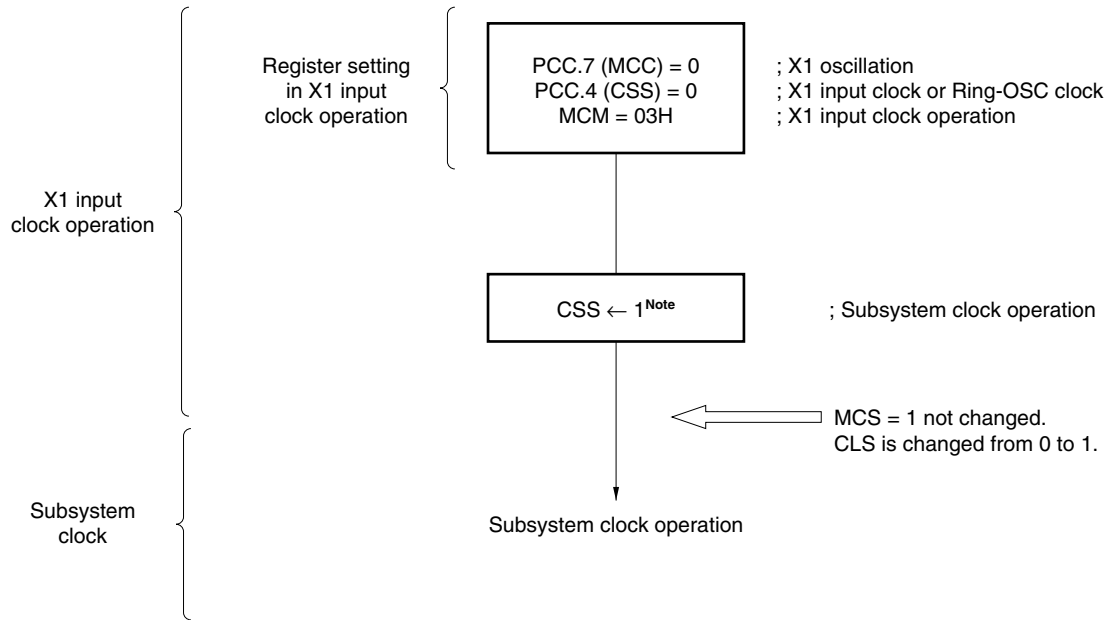 Register setting
in X1 input
clock operation
PCC.7 (MCC) = 0
PCC.4 (CSS) = 0
MCM = 03H
; X1 oscillation
; X1 input clock or Ring-OSC clock
; X1 input clock operation
X1 input
clock operation
CSS ← 1Note
; Subsystem clock operation
MCS = 1 not changed.
CLS is changed from 0 to 1.
Subsystem
clock
Subsystem clock operation